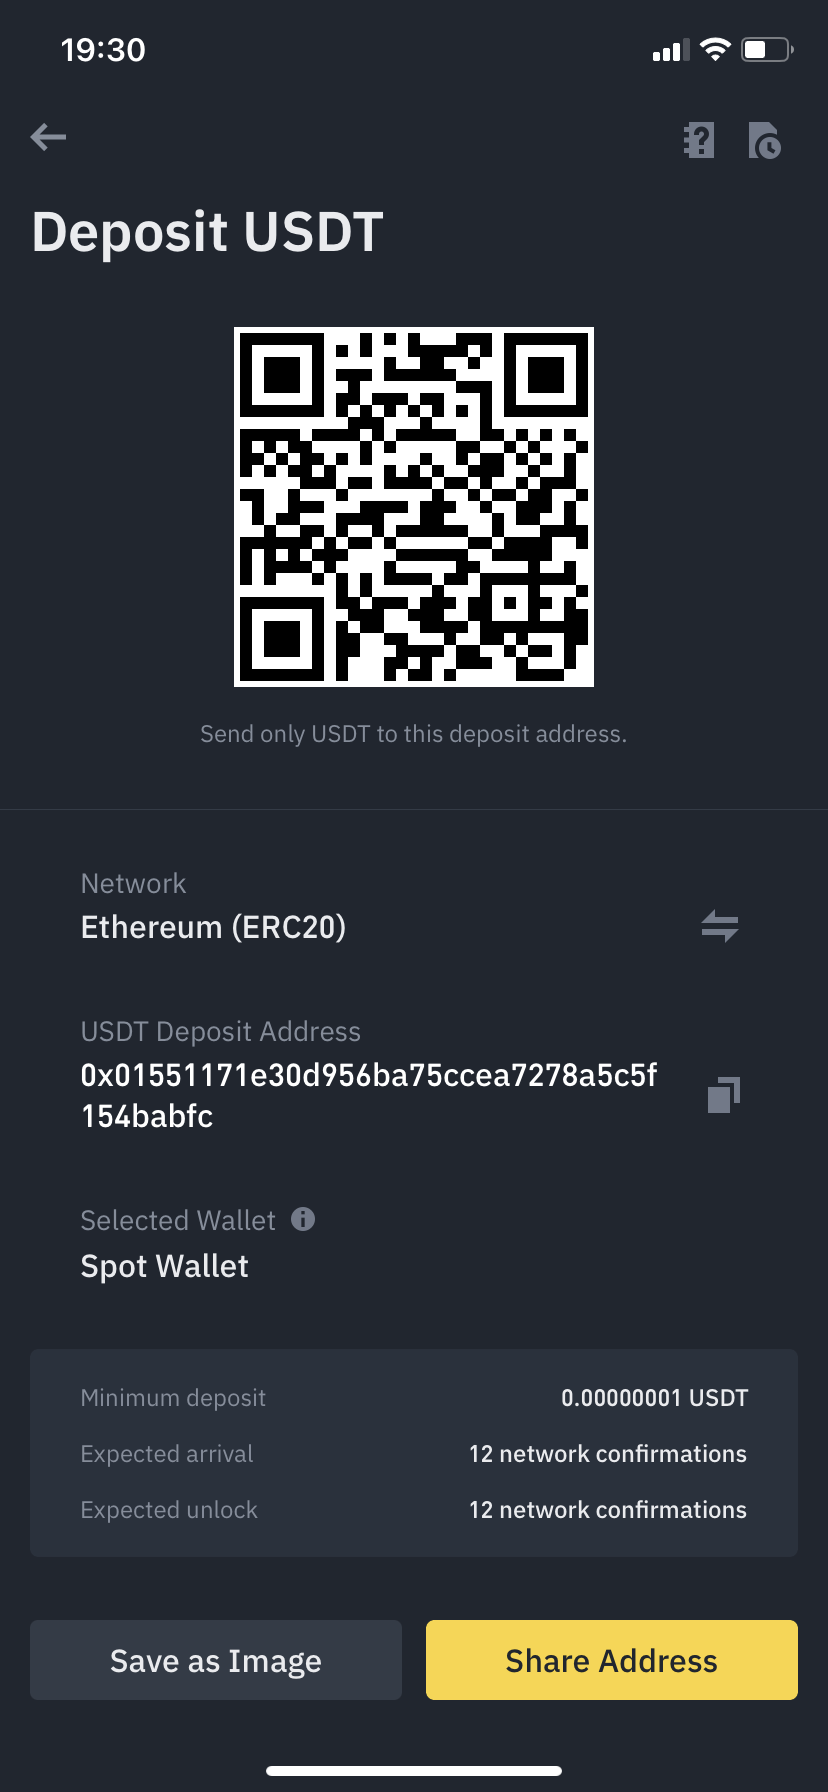 19:30
Deposit USDT
Send only USDT to this deposit address.
Network
Ethereum (ERC20)
USDT Deposit Address
0x01551171e30d956ba75ccea7278a5c5f
154babfc
Selected Wallet
Spot Wallet
Minimum deposit 0.00000001 USDT
Expected arrival 12 network confirmations
Expected unlock 12 network confirmations
Save as Image Share Address